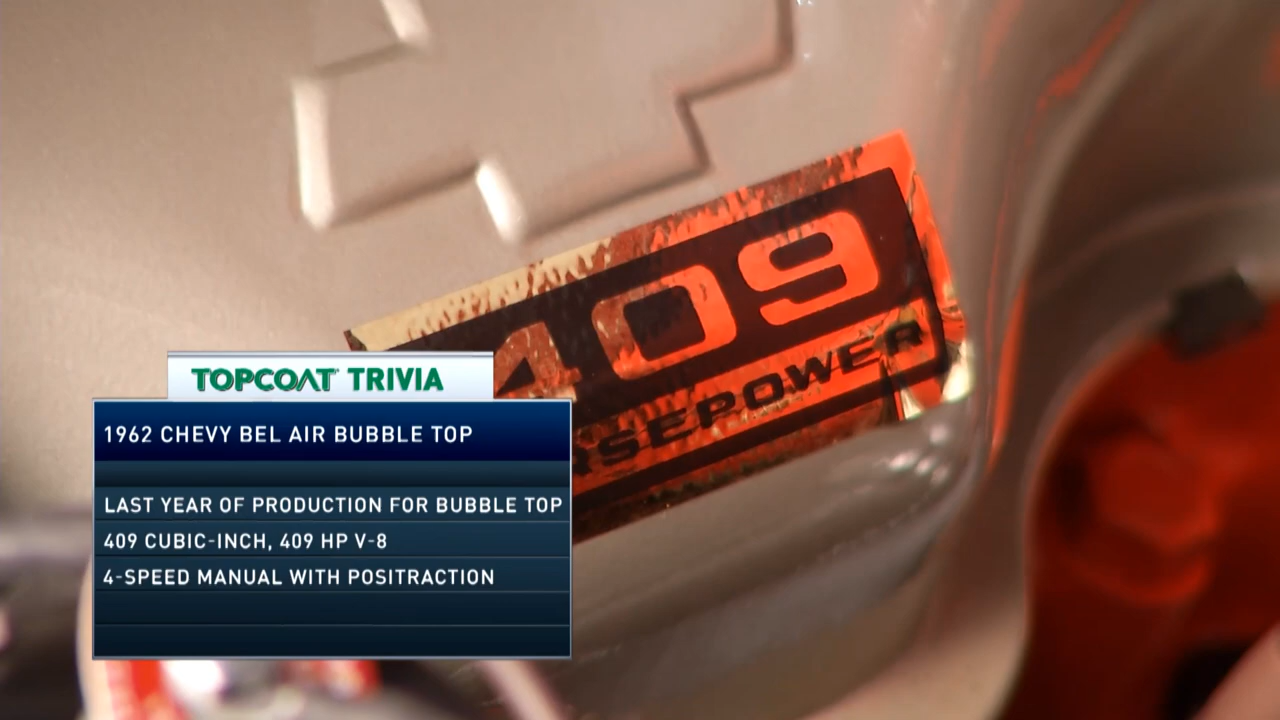 409
TOPCOAT TRIVIA
1962 CHEVY BEL AIR BUBBLE TOP
LAST YEAR OF PRODUCTION FOR BUBBLE TOP
409 CUBIC-INCH, 409 HP V-8
4-SPEED MANUAL WITH POSITRACTION